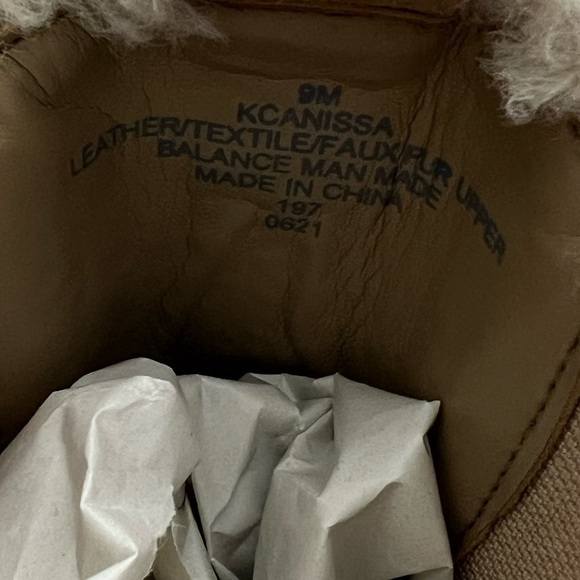 9M
KCANISSA
LEATHER/TEXTILE/FAUX FUR UPPER
BALANCE MAN MADE
MADE IN CHINA
197
0621